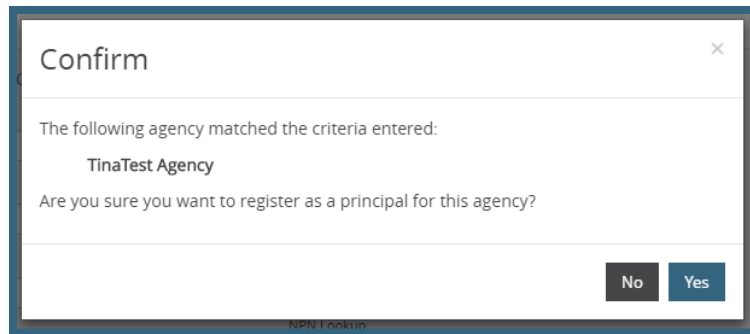 Confirm
×
The following agency matched the criteria entered:
TinaTest Agency
Are you sure you want to register as a principal for this agency?
No Yes
NPN Lookup